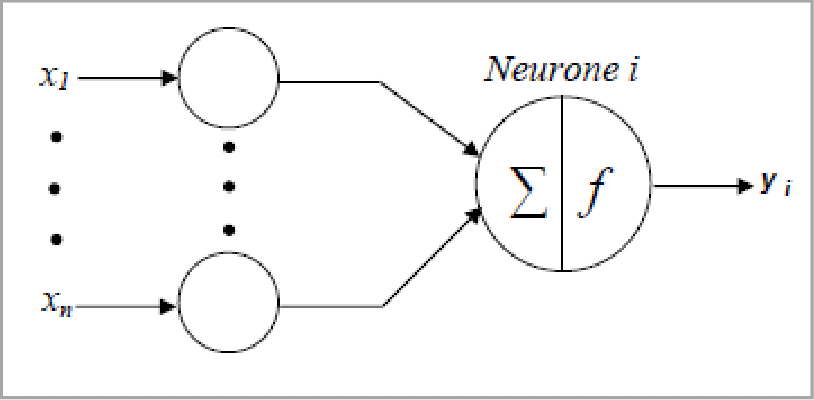 x1
Neurone i
∑ f
y i
xn